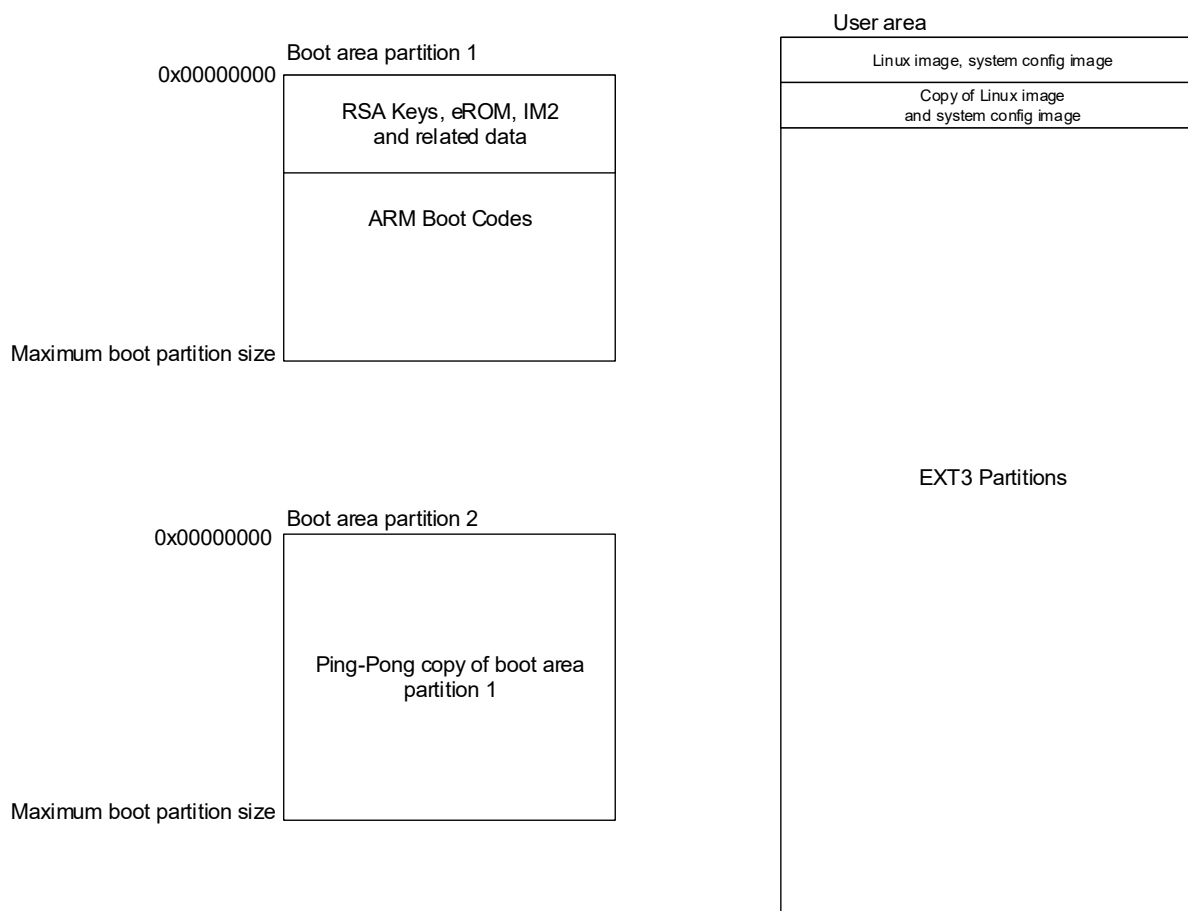 Boot area partition 1
0x00000000
RSA Keys, eROM, IM2
and related data
ARM Boot Codes
Maximum boot partition size
Boot area partition 2
0x00000000
Ping-Pong copy of boot area
partition 1
Maximum boot partition size
User area
Linux image, system config image
Copy of Linux image
and system config image
EXT3 Partitions